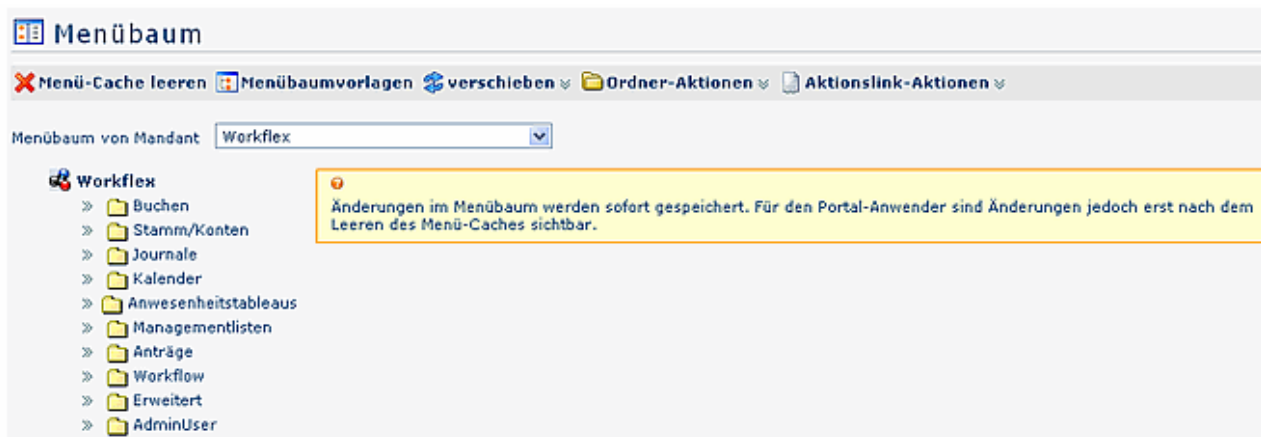 Menübaum
Menü-Cache leeren Menübaumvorlagen verschieben Ordner-Aktionen Aktionslink-Aktionen
Menübaum von Mandant Workflex
Workflex
Änderungen im Menübaum werden sofort gespeichert. Für den Portal-Anwender sind Änderungen jedoch erst nach dem
Leeren des Menü-Caches sichtbar.
Buchen
Stamm/Konten
Journale
Kalender
Anwesenheitstableaus
Managementlisten
Anträge
Workflow
Erweitert
AdminUser